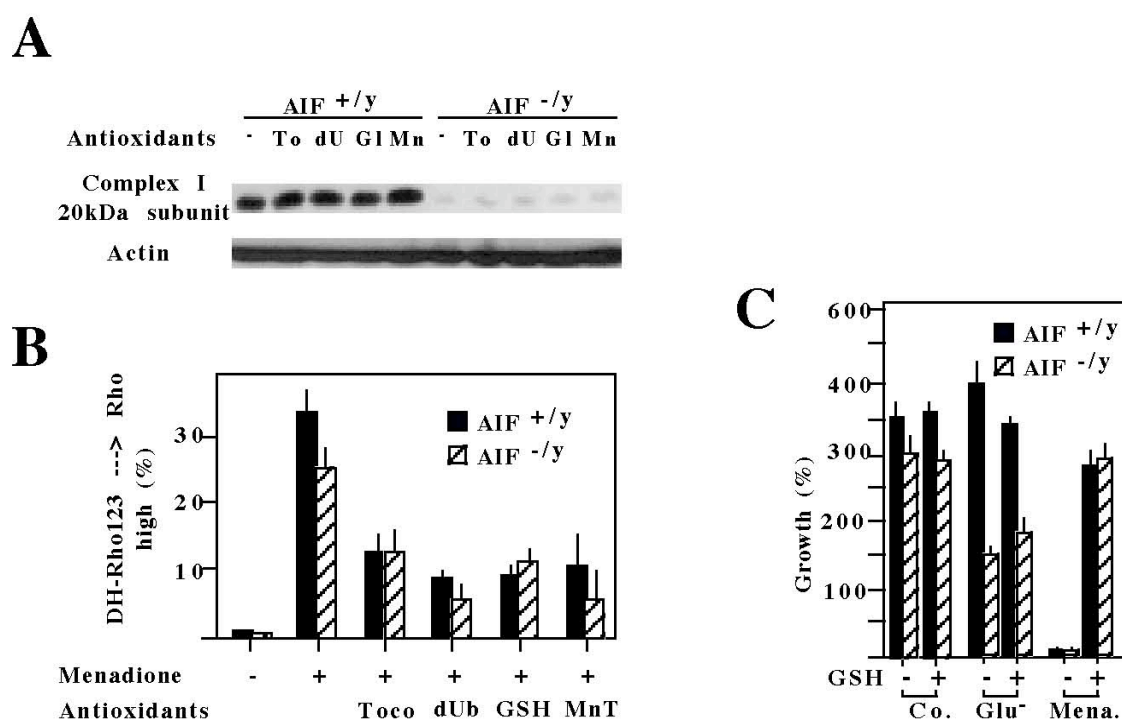 A
AIF +/y AIF -/y
Antioxidants - To dU Gl Mn - To dU Gl Mn
Complex I
20kDa subunit
Actin
B
DH-Rho123 ---> Rho
high (%)
30
20
10
AIF +/y
AIF -/y
Menadione - + + + + +
Antioxidants Toco dUb GSH MnT
C
Growth (%)
600
400
300
200
100
AIF +/y
AIF -/y
GSH - + - + - +
Co. Glu- Mena.